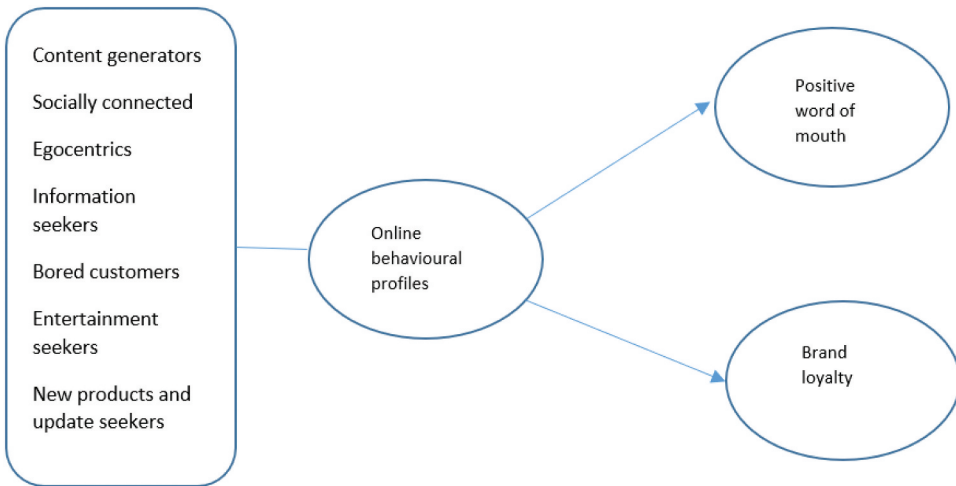 Content generators
Socially connected
Egocentrics
Information
seekers
Bored customers
Entertainment
seekers
New products and
update seekers
Online
behavioural
profiles
Positive
word of
mouth
Brand
loyalty